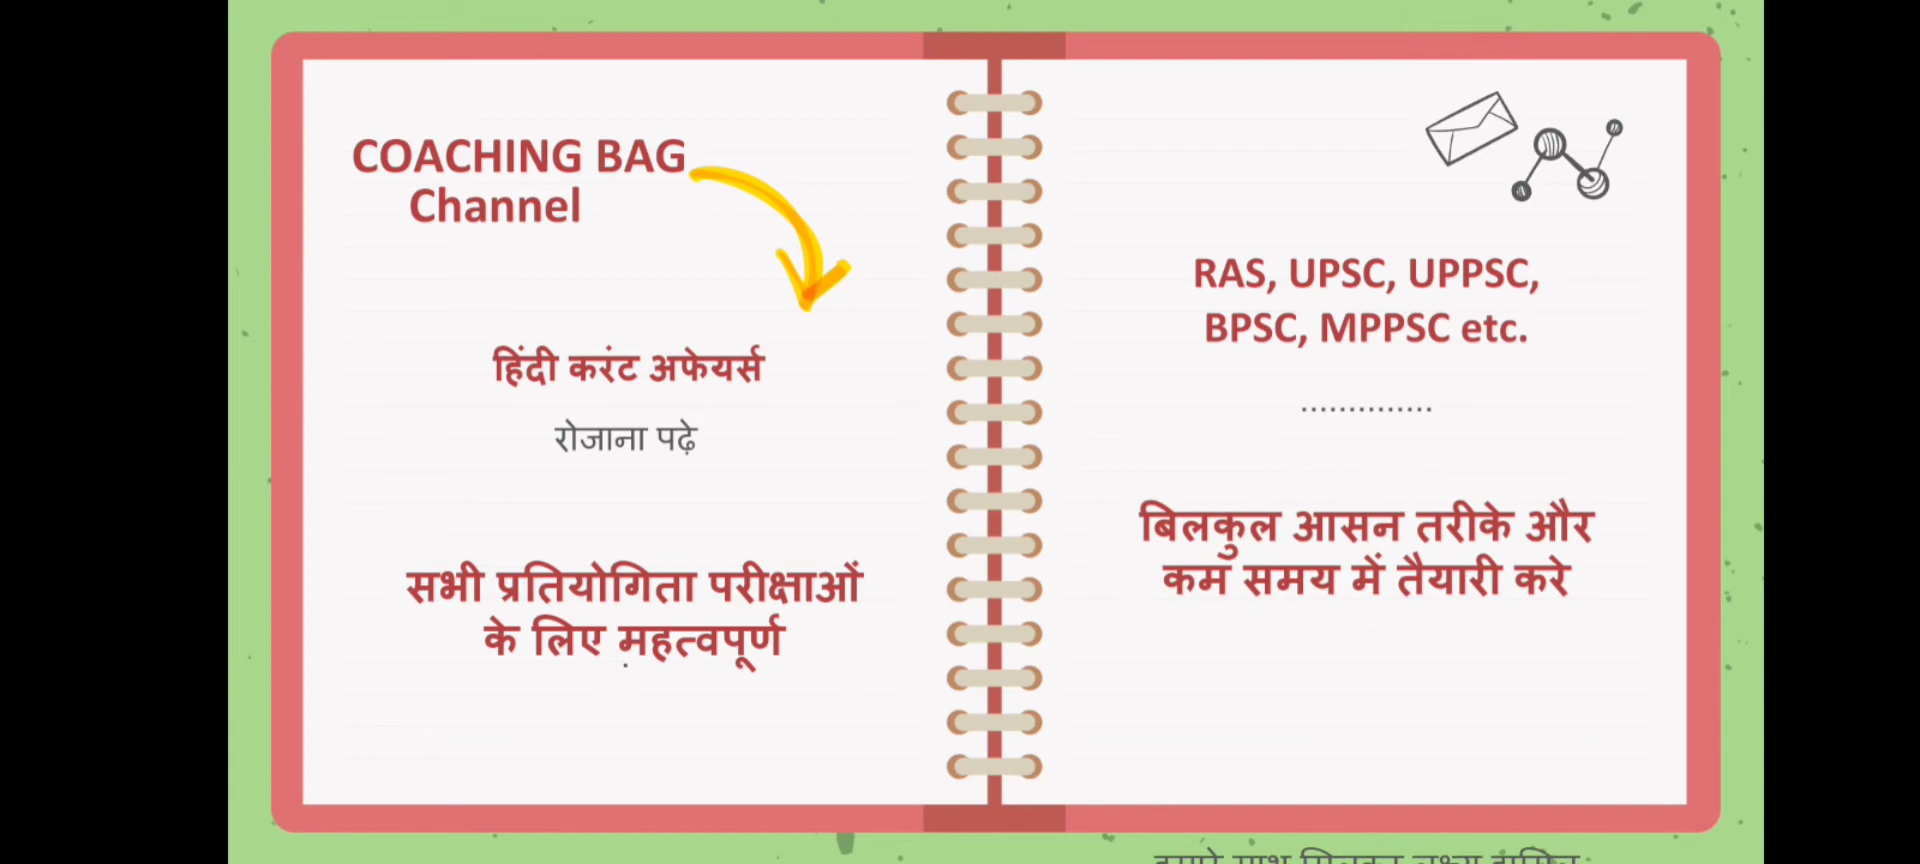 COACHING BAG
Channel
हिंदी करंट अफेयर्स
रोजाना पढ़े
सभी प्रतियोगिता परीक्षाओं
के लिए महत्वपूर्ण
RAS, UPSC, UPPSC,
BPSC, MPPSC etc.
..............
बिलकुल आसन तरीके और
कम समय में तैयारी करे